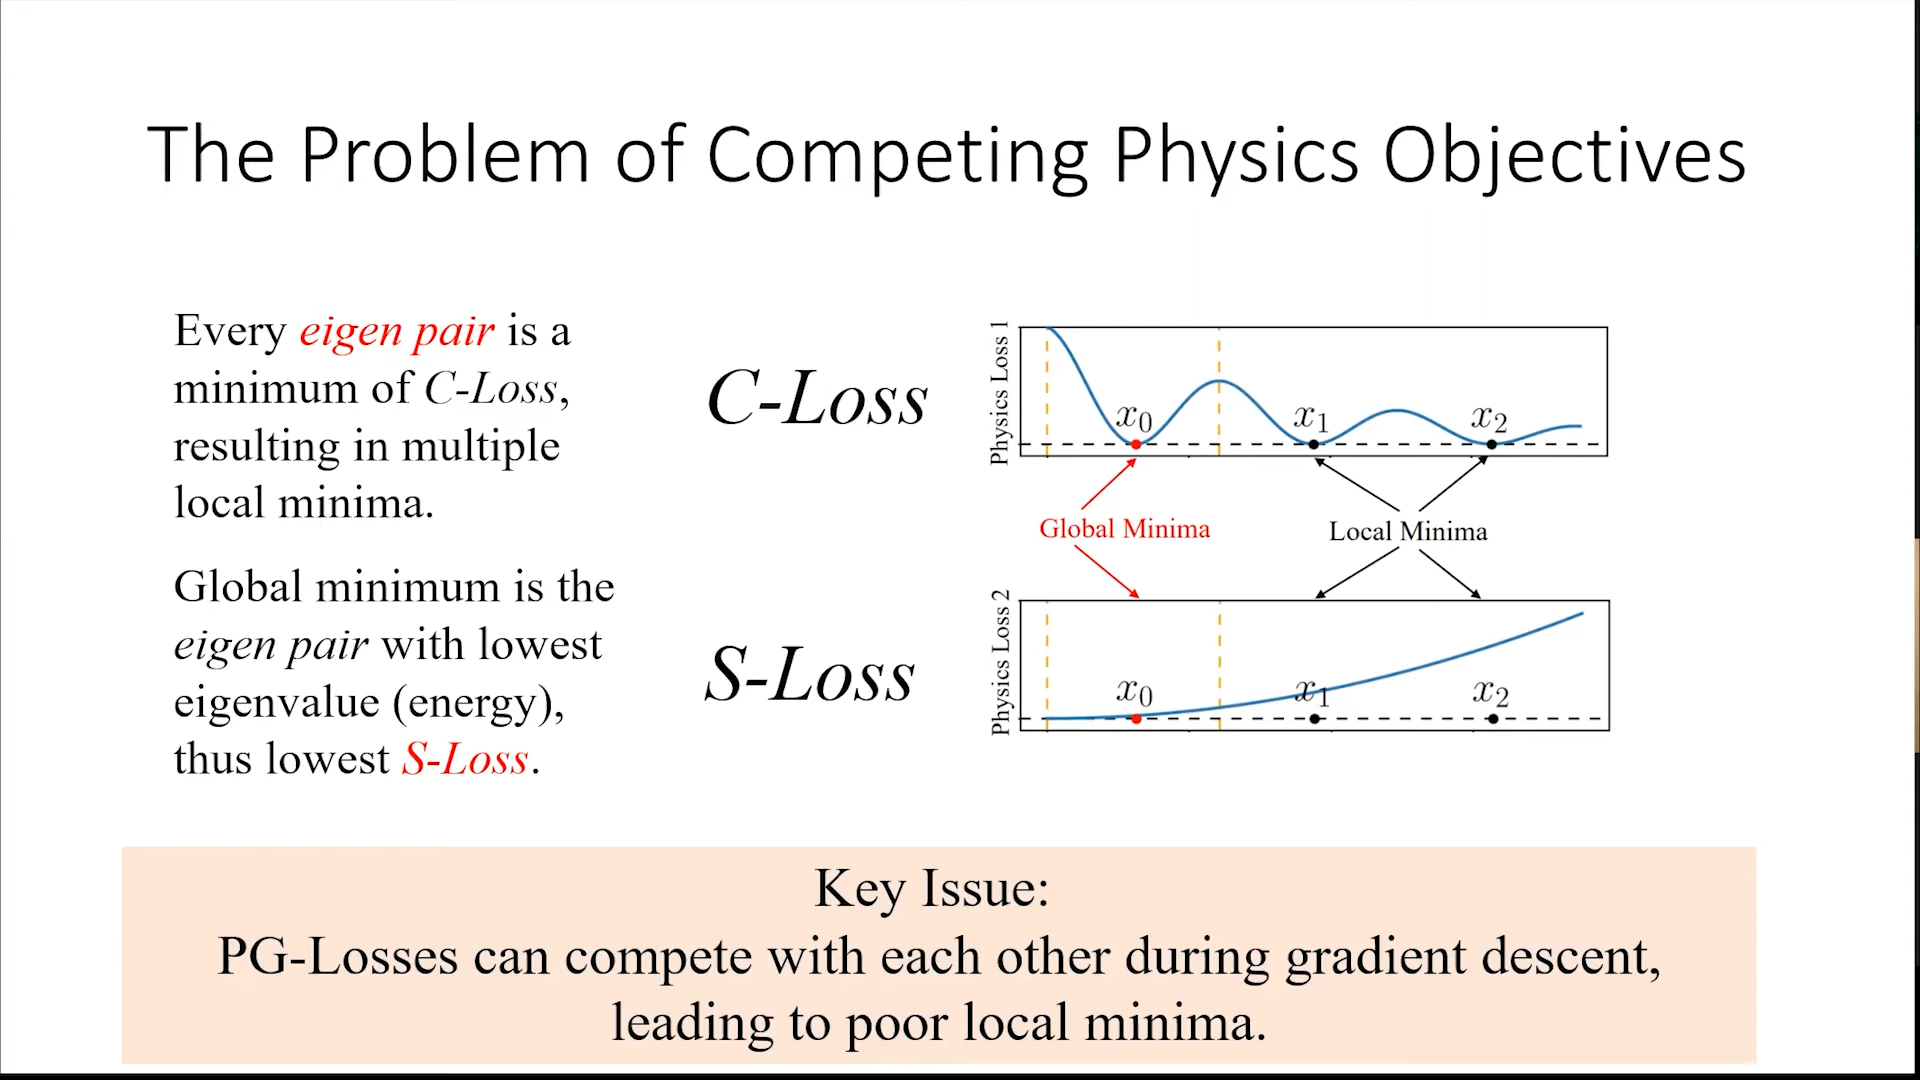 The Problem of Competing Physics Objectives
Every eigen pair is a
minimum of C-Loss,
resulting in multiple
local minima.
Global minimum is the
eigen pair with lowest
eigenvalue (energy),
thus lowest S-Loss.
C-Loss
S-Loss
Physics Loss 1
x₀
x₁
x₂
Global Minima
Local Minima
Physics Loss 2
x₀
x₁
x₂
Key Issue:
PG-Losses can compete with each other during gradient descent,
leading to poor local minima.